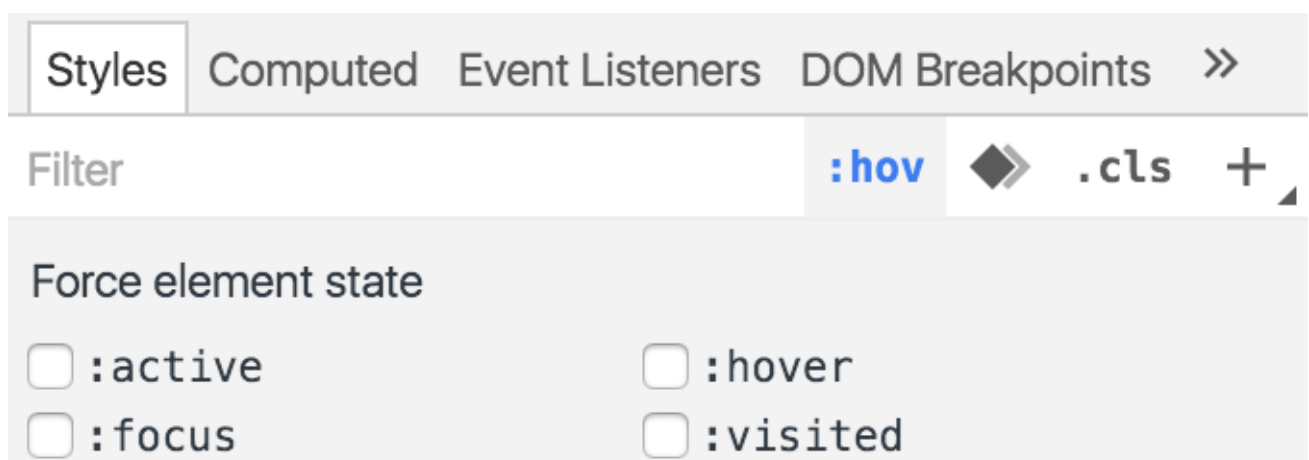 Styles Computed Event Listeners DOM Breakpoints »
Filter :hov .cls +
Force element state
:active :hover
:focus :visited